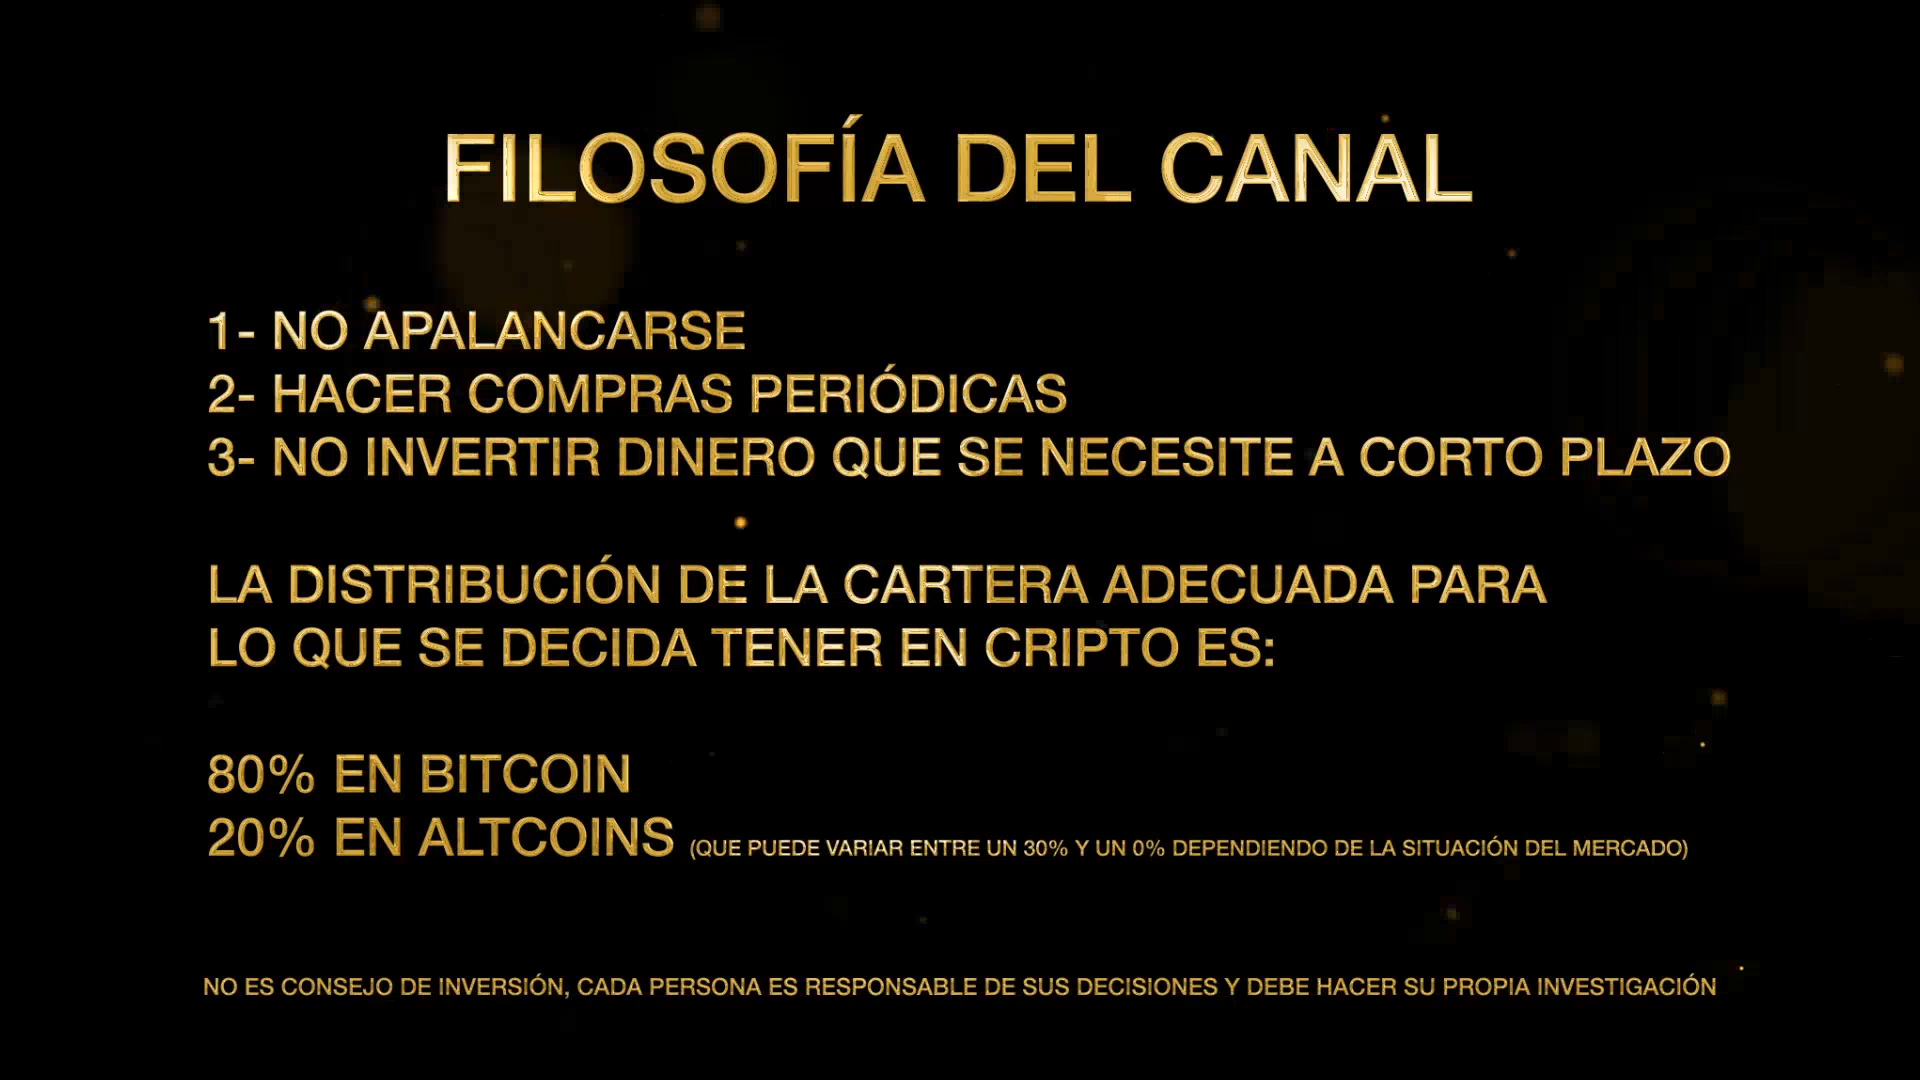 FILOSOFÍA DEL CANAL
1- NO APALANCARSE
2- HACER COMPRAS PERIÓDICAS
3- NO INVERTIR DINERO QUE SE NECESITE A CORTO PLAZO
LA DISTRIBUCIÓN DE LA CARTERA ADECUADA PARA
LO QUE SE DECIDA TENER EN CRIPTO ES:
80% EN BITCOIN
20% EN ALTCOINS (QUE PUEDE VARIAR ENTRE UN 30% Y UN 0% DEPENDIENDO DE LA SITUACIÓN DEL MERCADO)
NO ES CONSEJO DE INVERSIÓN, CADA PERSONA ES RESPONSABLE DE SUS DECISIONES Y DEBE HACER SU PROPIA INVESTIGACIÓN